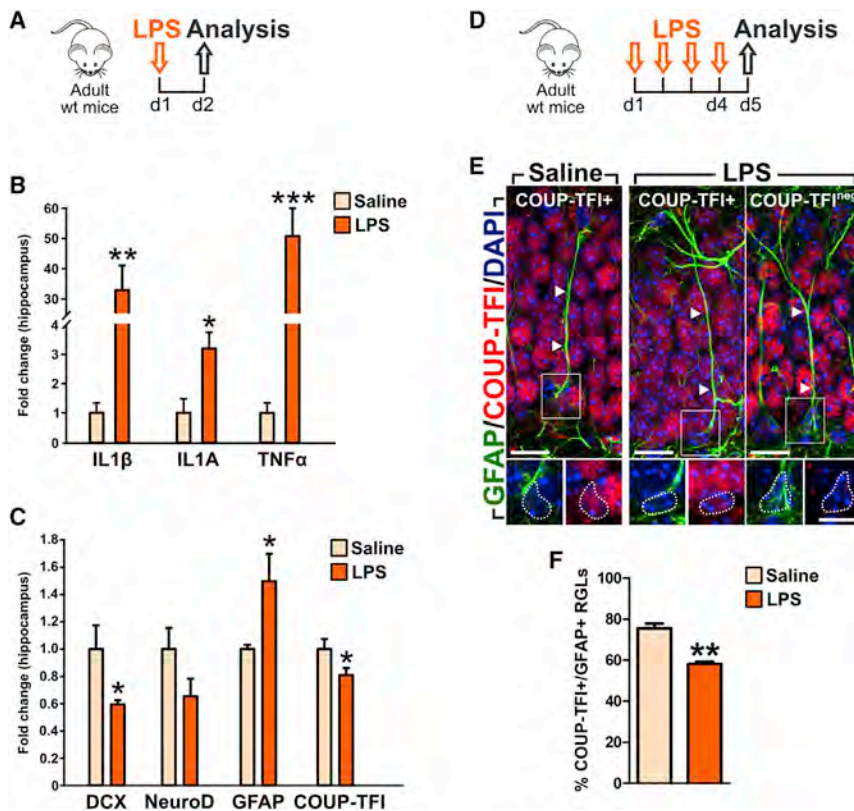 A
LPS Analysis
Adult
wt mice
d1 d2
B
Saline
LPS
Fold change (hippocampus)
60
50
40
30
4
3
2
1
0
**
*
***
IL1β IL1A TNFα
C
Saline
LPS
Fold change (hippocampus)
1.8
1.6
1.4
1.2
1.0
0.8
0.6
0.4
0.2
0
*
*
*
DCX NeuroD GFAP COUP-TFI
D
LPS Analysis
Adult
wt mice
d1 d4 d5
E
Saline LPS
COUP-TFI+ COUP-TFI+ COUP-TFIneg
GFAP/COUP-TFI/DAPI
F
Saline
LPS
% COUP-TFI+/GFAP+ RGLs
100
80
60
40
20
0
**